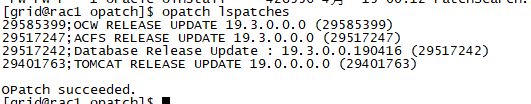 [grid@rac1 opatch]$ opatch lspatches
29585399;OCW RELEASE UPDATE 19.3.0.0.0 (29585399)
29517247;ACFS RELEASE UPDATE 19.3.0.0.0 (29517247)
29517242;Database Release Update : 19.3.0.0.190416 (29517242)
29401763;TOMCAT RELEASE UPDATE 19.0.0.0.0 (29401763)
OPatch succeeded.
[grid@rac1 opatch]$